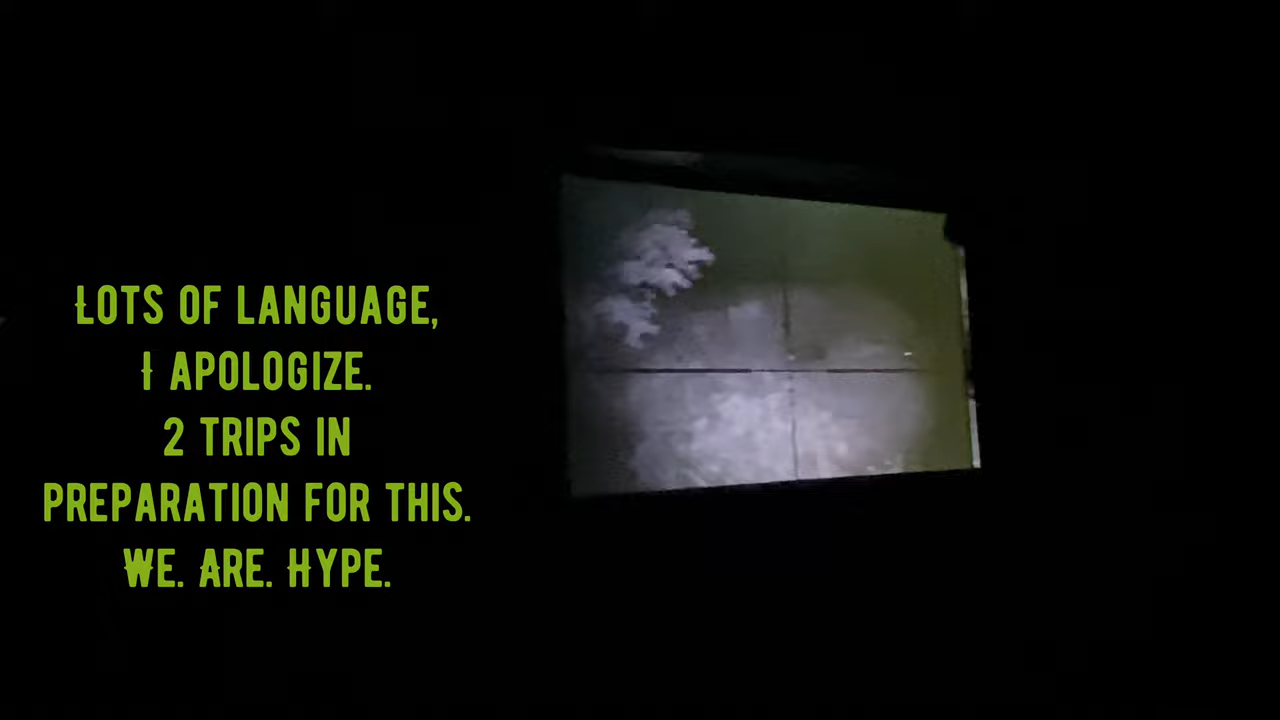 Lots of language,
I apologize.
2 trips in
preparation for this.
We. Are. Hype.